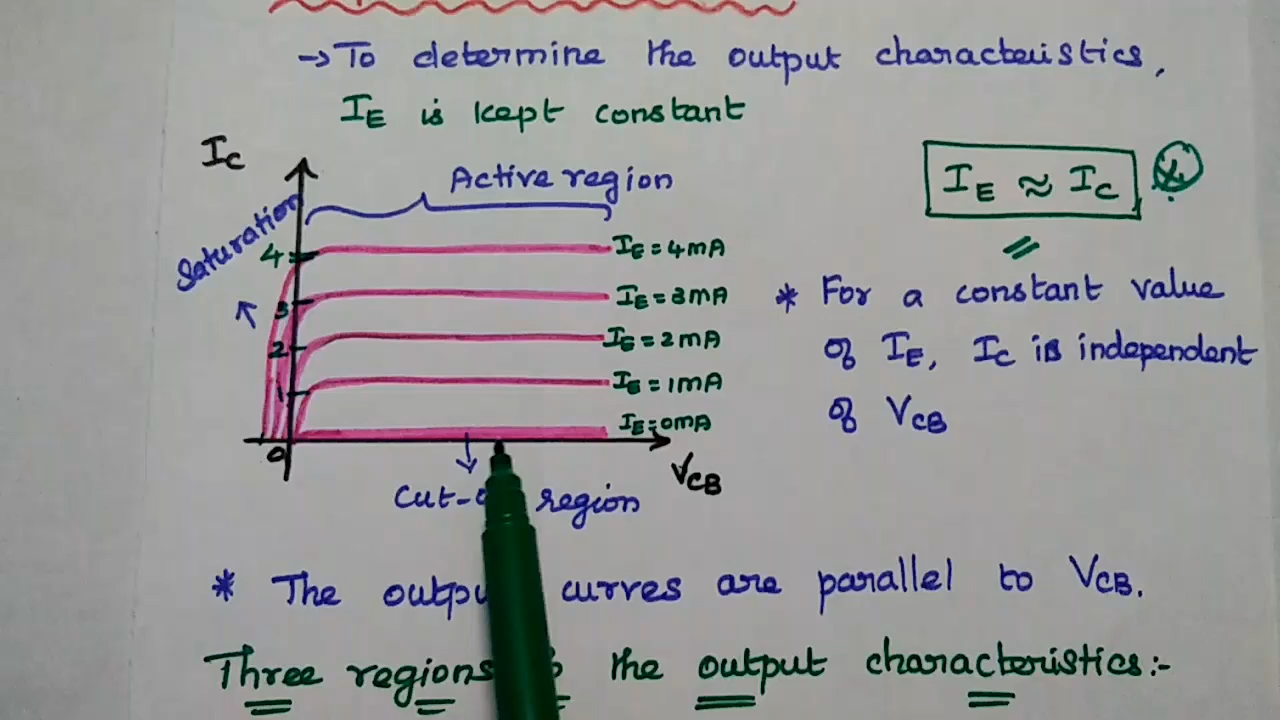 → To determine the output characteristics,
IE is kept constant
IC
Active region
Saturation
IE ≈ IC
4
IE = 4mA
3
IE = 3mA
2
IE = 2mA
1
IE = 1mA
IE = 0mA
0
VCB
Cut- region
* For a constant value
of IE, IC is independent
of VCB
* The output curves are parallel to VCB.
Three regions the output characteristics:-